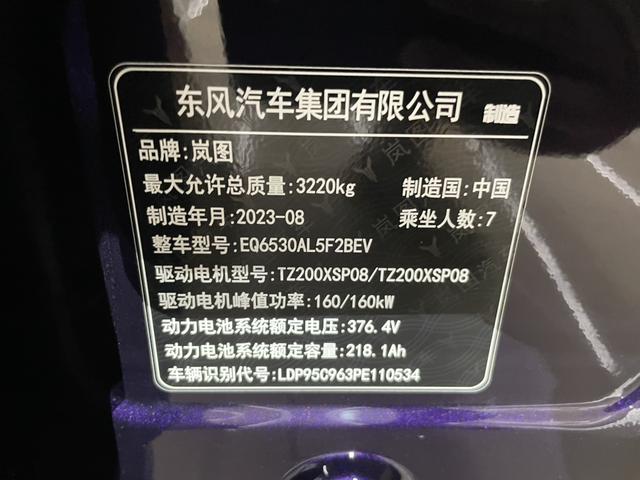 东风汽车集团有限公司 制造
品牌:岚图
最大允许总质量:3220kg 制造国:中国
制造年月:2023-08 乘坐人数:7
整车型号:EQ6530AL5F2BEV
驱动电机型号:TZ200XSP08/TZ200XSP08
驱动电机峰值功率:160/160kW
动力电池系统额定电压:376.4V
动力电池系统额定容量:218.1Ah
车辆识别代号:LDP95C963PE110534